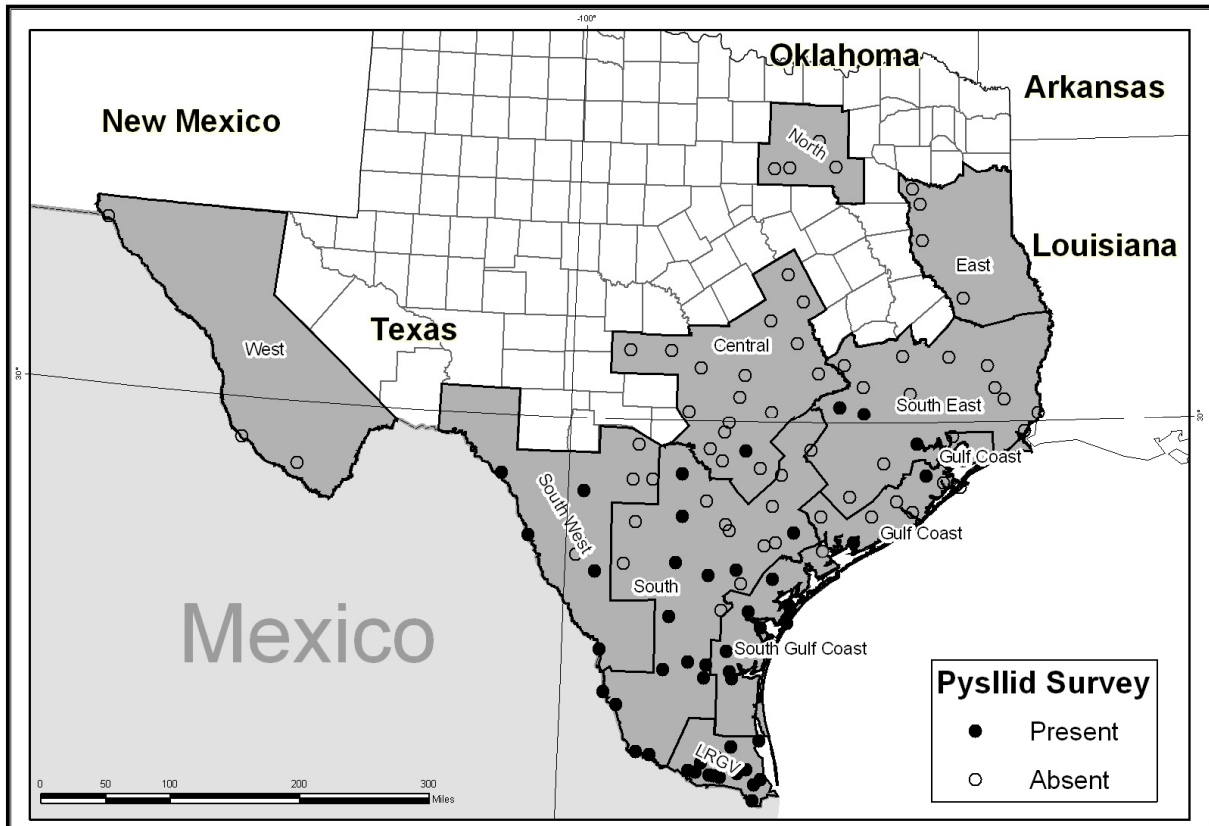 -100°
Oklahoma
Arkansas
New Mexico
North
Louisiana
East
Texas
West
Central
30°
30°
South East
Gulf Coast
South West
Gulf Coast
South
Mexico
South Gulf Coast
LRGV
Pysllid Survey
Present
Absent
0 50 100 200 300
Miles
-100°